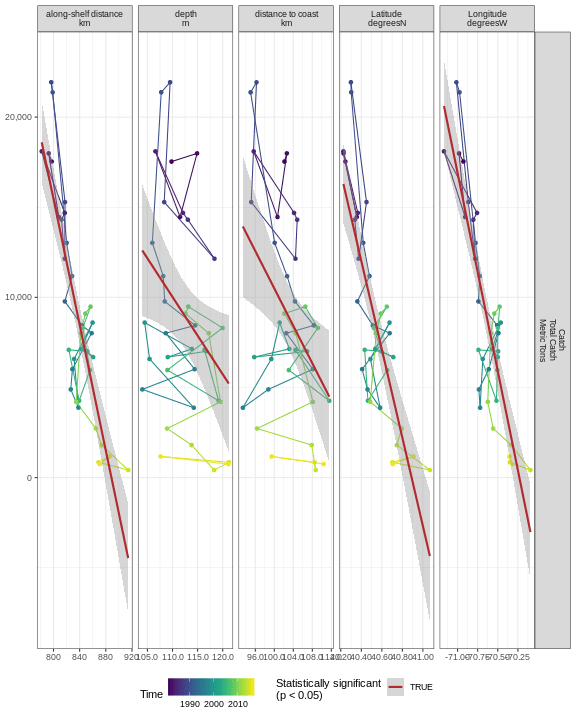 along-shelf distance
km
depth
m
distance to coast
km
Latitude
degreesN
Longitude
degreesW
Catch
Total Catch
Metric Tons
20,000
10,000
0
800 840 880 920
105.0 110.0 115.0 120.0
96.0 100.0 104.0 108.0 112.0
40.20 40.40 40.60 40.80 41.00
-71.00 -70.75 -70.50 -70.25
Time
1990 2000 2010
Statistically significant
(p < 0.05)
TRUE